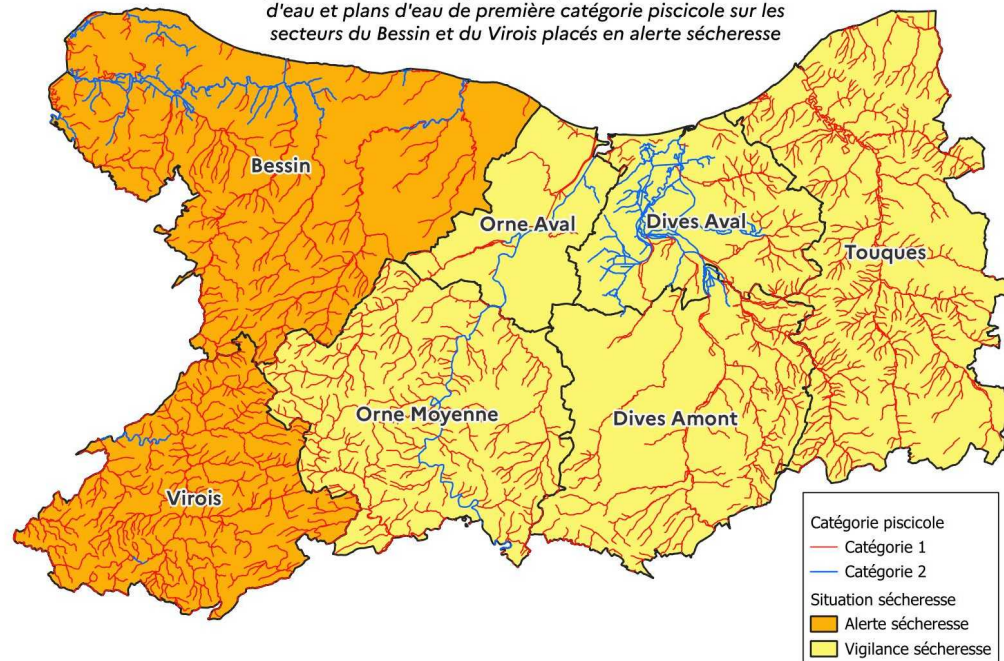 d'eau et plans d'eau de première catégorie piscicole sur les
secteurs du Bessin et du Virois placés en alerte sécheresse
Bessin
Orne Aval
Dives Aval
Touques
Orne Moyenne
Dives Amont
Virois
Catégorie piscicole
Catégorie 1
Catégorie 2
Situation sécheresse
Alerte sécheresse
Vigilance sécheresse